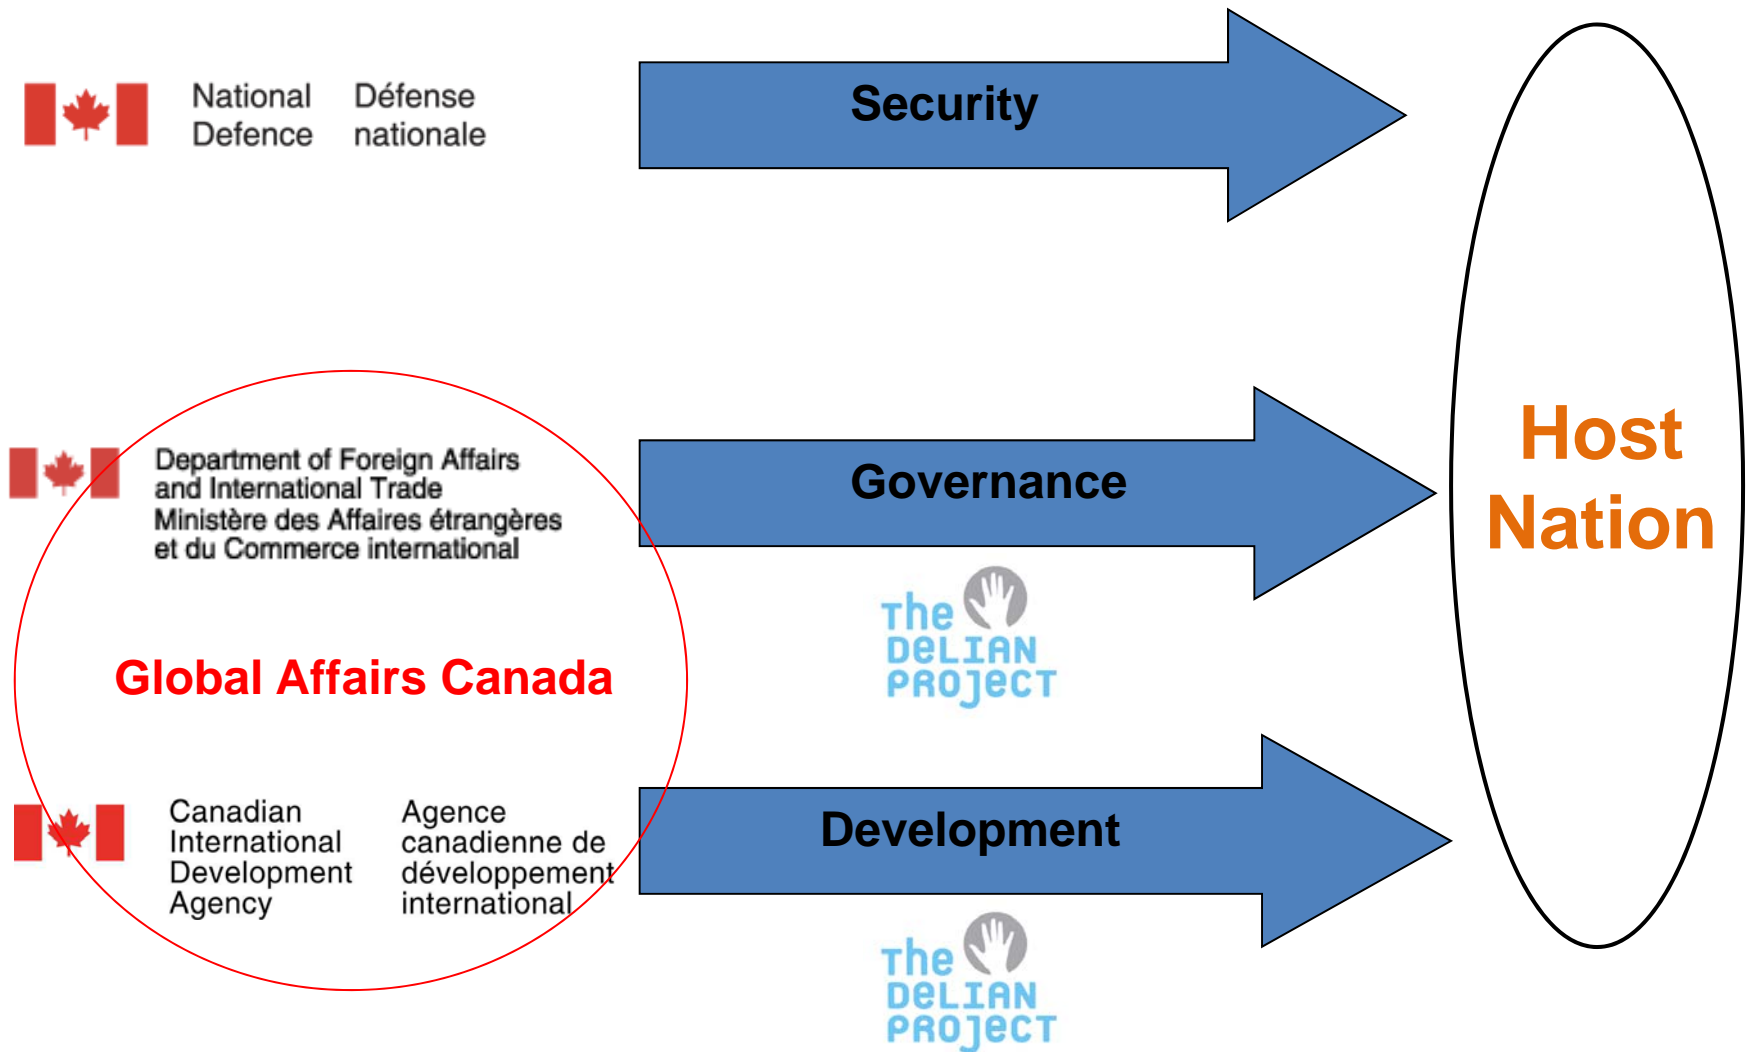 National
Defence
Défense
nationale
Security
Department of Foreign Affairs
and International Trade
Ministère des Affaires étrangères
et du Commerce international
Governance
The
DeLIAN
PROJeCT
Host
Nation
Global Affairs Canada
Canadian
International
Development
Agency
Agence
canadienne de
développement
international
Development
The
DeLIAN
PROJeCT